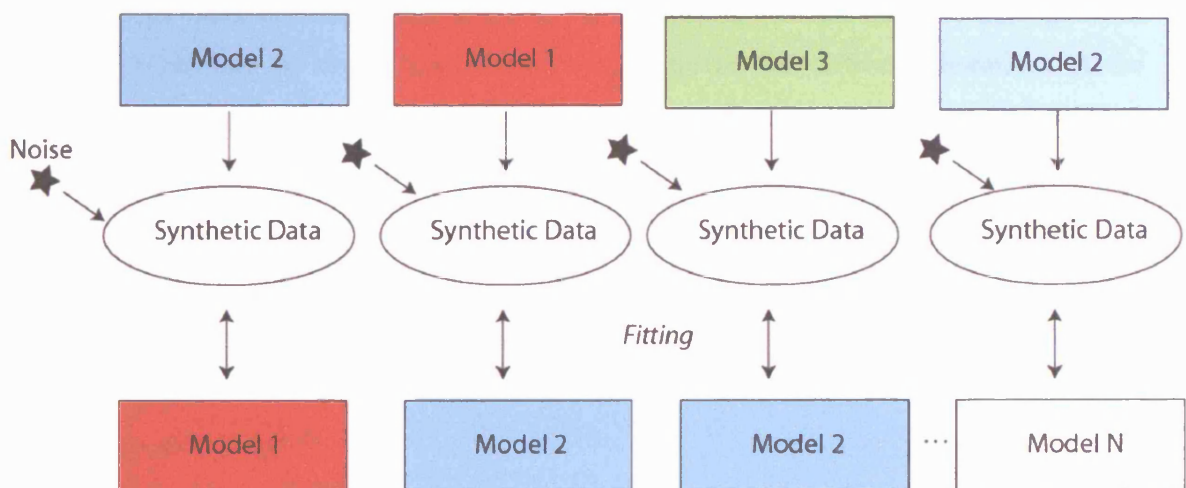 Model 2
Model 1
Model 3
Model 2
Noise
Synthetic Data
Synthetic Data
Synthetic Data
Synthetic Data
Fitting
Model 1
Model 2
Model 2
...
Model N